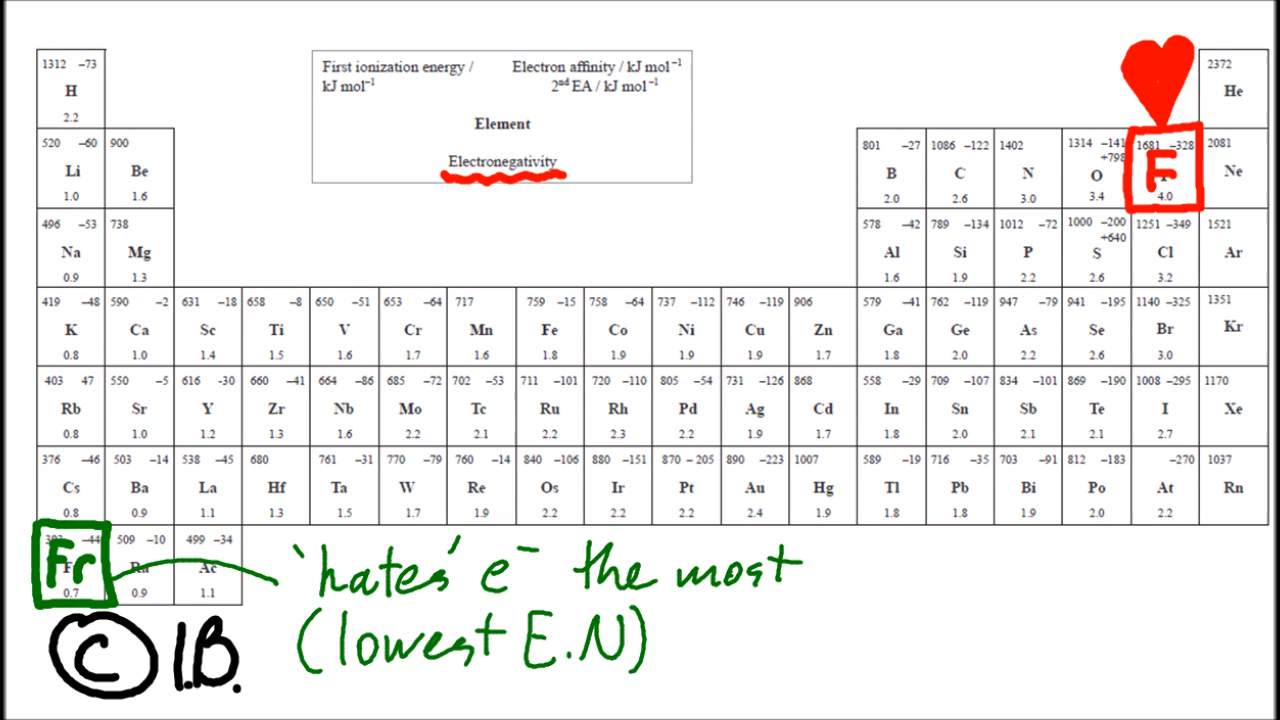 1312 −73 2372
H First ionization energy / Electron affinity / kJ mol⁻¹ He
2.2 kJ mol⁻¹ 2ⁿᵈ EA / kJ mol⁻¹
Element
Electronegativity
520 −60 900 801 −27 1086 −122 1402 1314 −141 1681 −328 2081
+798
Li Be B C N O F Ne
1.0 1.6 2.0 2.6 3.0 3.4 4.0
496 −53 738 578 −42 789 −134 1012 −72 1000 −200 1251 −349 1521
+640
Na Mg Al Si P S Cl Ar
0.9 1.3 1.6 1.9 2.2 2.6 3.2
419 −48 590 −2 631 −18 658 −8 650 −51 653 −64 717 759 −15 758 −64 737 −112 746 −119 906 579 −41 762 −119 947 −79 941 −195 1140 −325 1351
K Ca Sc Ti V Cr Mn Fe Co Ni Cu Zn Ga Ge As Se Br Kr
0.8 1.0 1.4 1.5 1.6 1.7 1.6 1.8 1.9 1.9 1.9 1.7 1.8 2.0 2.2 2.6 3.0
403 47 550 −5 616 -30 660 −41 664 −86 685 −72 702 −53 711 −101 720 −110 805 −54 731 −126 868 558 −29 709 −107 834 −101 869 −190 1008 −295 1170
Rb Sr Y Zr Nb Mo Tc Ru Rh Pd Ag Cd In Sn Sb Te I Xe
0.8 1.0 1.2 1.3 1.6 2.2 2.1 2.2 2.3 2.2 1.9 1.7 1.8 2.0 2.1 2.1 2.7
376 −46 503 −14 538 −45 680 761 −31 770 −79 760 −14 840 −106 880 −151 870 −205 890 −223 1007 589 −19 716 −35 703 −91 812 −183 −270 1037
Cs Ba La Hf Ta W Re Os Ir Pt Au Hg Tl Pb Bi Po At Rn
0.8 0.9 1.1 1.3 1.5 1.7 1.9 2.2 2.2 2.2 2.4 1.9 1.8 1.8 1.9 2.0 2.2
−44 509 −10 499 −34
Fr Ra Ac
0.7 0.9 1.1
'hates' e⁻ the most
(lowest E.N)
© I.B.